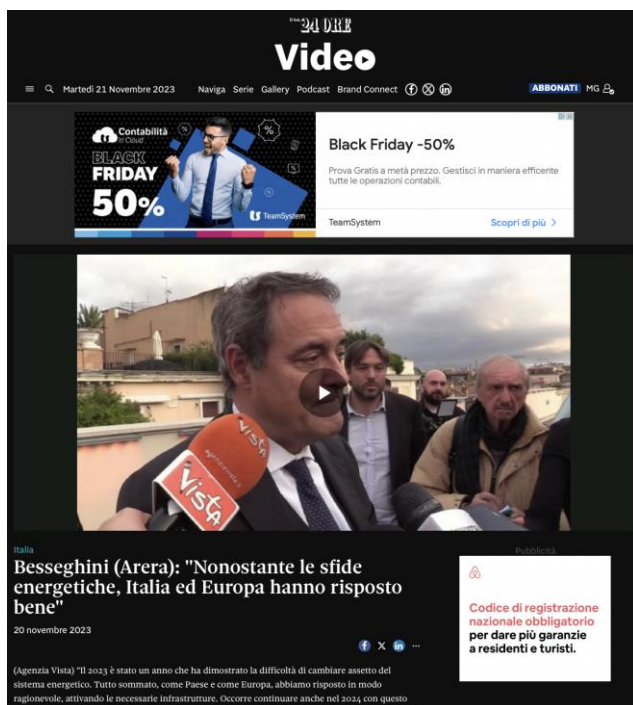 24 ORE
Video
Martedì 21 Novembre 2023 Naviga Serie Gallery Podcast Brand Connect ABBONATI MG
Contabilità
in Cloud
BLACK
FRIDAY
50%
TeamSystem
Black Friday -50%
Prova Gratis a metà prezzo. Gestisci in maniera efficente
tutte le operazioni contabili.
TeamSystem Scopri di più >
VISTA
agenziavista.it
VISTA
Italia
Besseghini (Arera): "Nonostante le sfide
energetiche, Italia ed Europa hanno risposto
bene"
20 novembre 2023
(Agenzia Vista) "Il 2023 è stato un anno che ha dimostrato la difficoltà di cambiare assetto del
sistema energetico. Tutto sommato, come Paese e come Europa, abbiamo risposto in modo
ragionevole, attivando le necessarie infrastrutture. Occorre continuare anche nel 2024 con questo
Pubblicità
Codice di registrazione
nazionale obbligatorio
per dare più garanzie
a residenti e turisti.